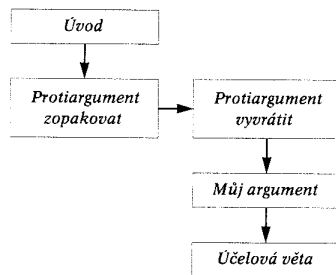 Úvod
Protiargument
zopakovat
Protiargument
vyvrátit
Můj argument
Účelová věta